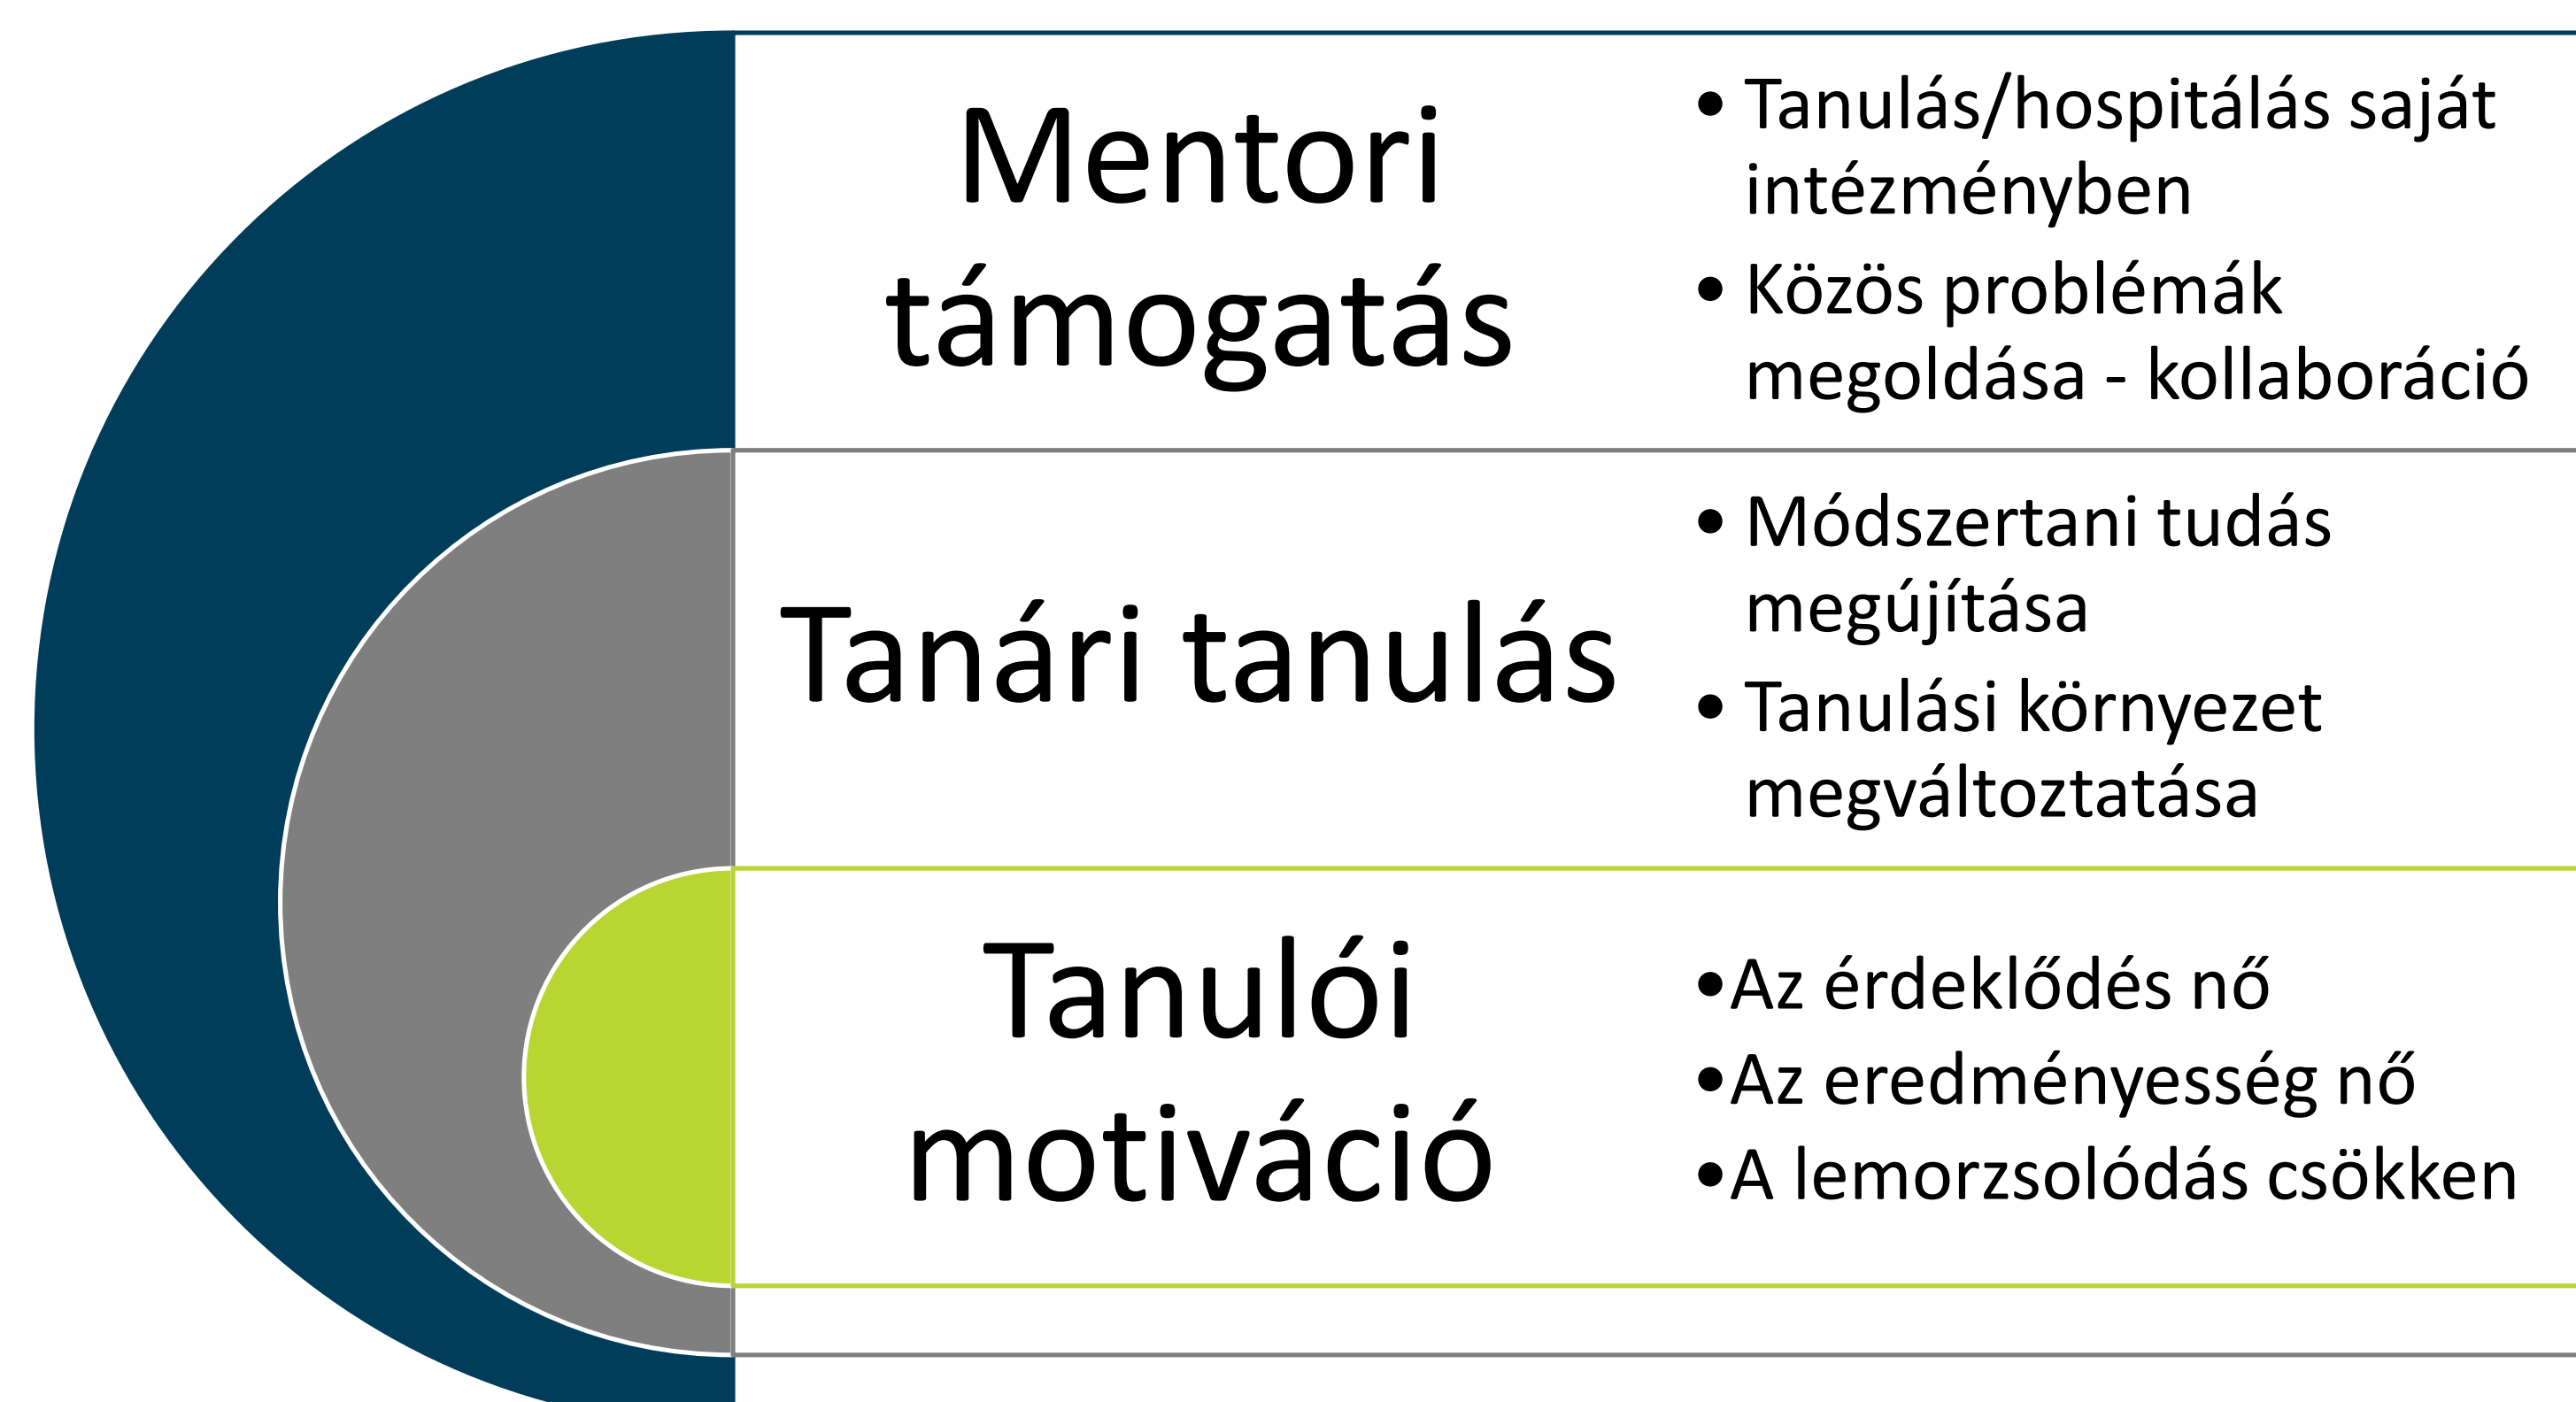 Mentori
támogatás
• Tanulás/hospitálás saját
intézményben
• Közös problémák
megoldása - kollaboráció
Tanári tanulás
• Módszertani tudás
megújítása
• Tanulási környezet
megváltoztatása
Tanulói
motiváció
•Az érdeklődés nő
•Az eredményesség nő
•A lemorzsolódás csökken